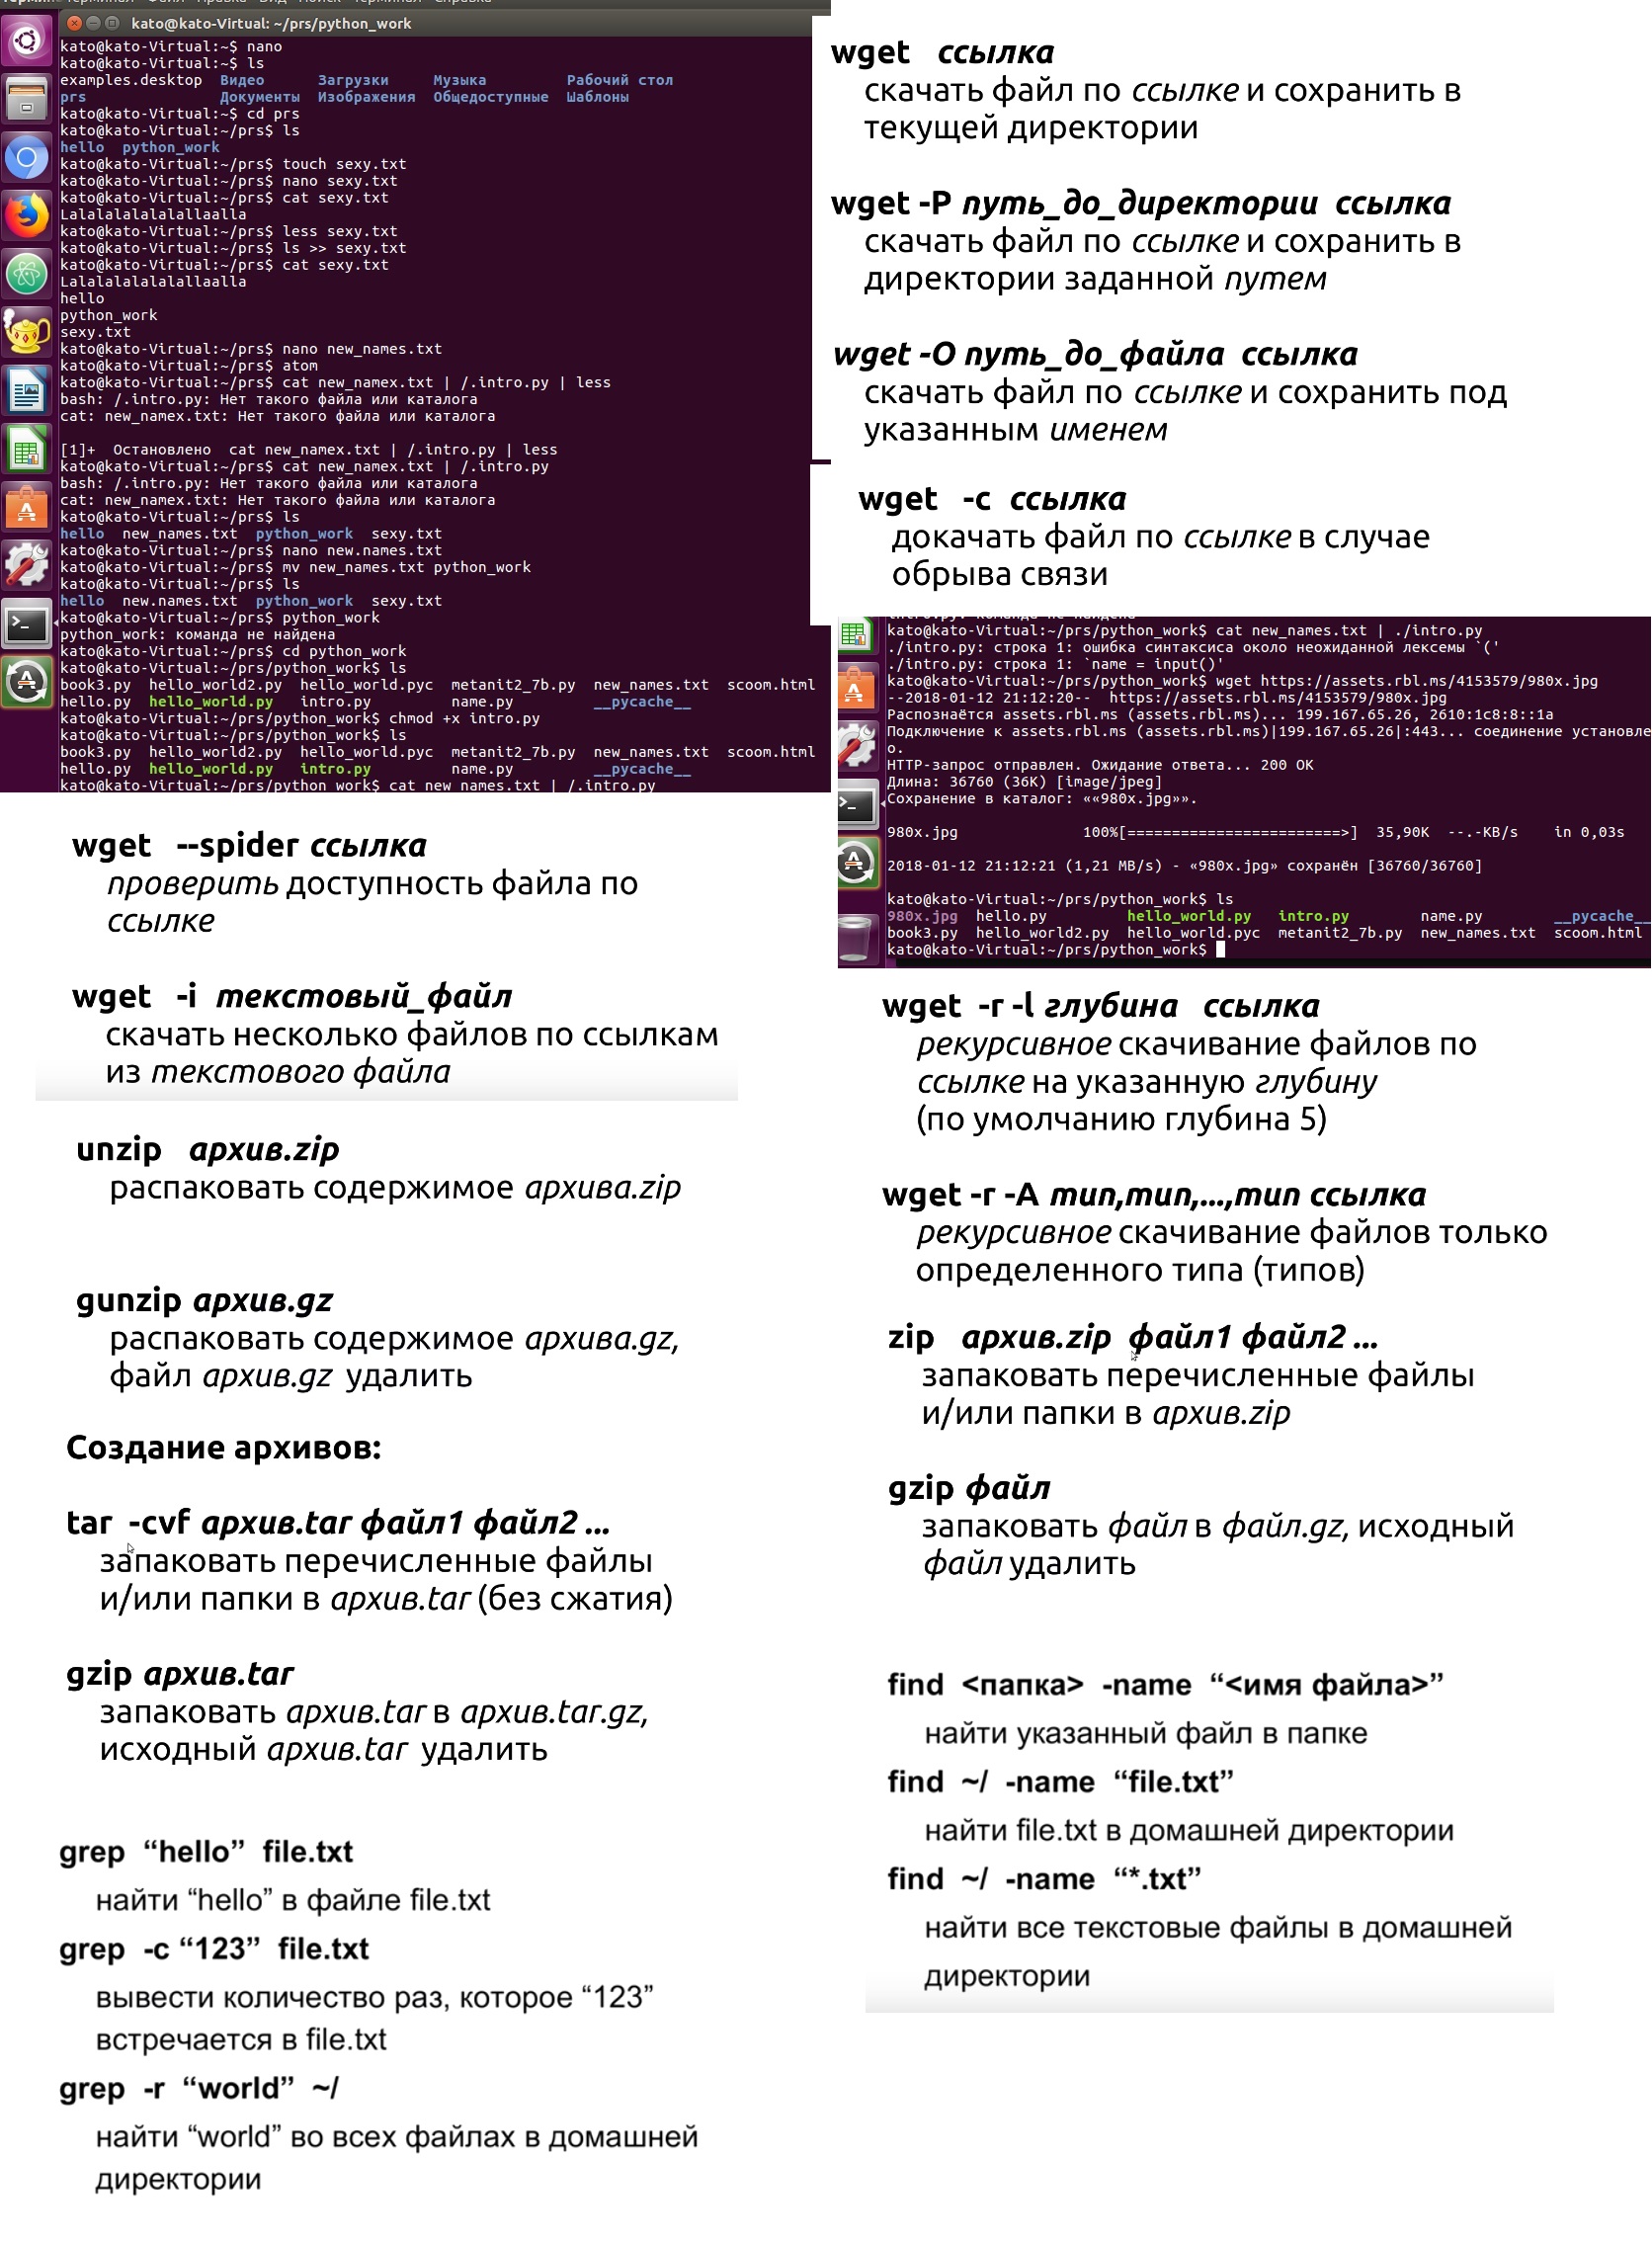 Терминал Терминал Файл Правка Вид Поиск Терминал Справка
kato@kato-Virtual: ~/prs/python_work
kato@kato-Virtual:~$ nano
kato@kato-Virtual:~$ ls
examples.desktop  Видео      Загрузки     Музыка         Рабочий стол
prs               Документы  Изображения  Общедоступные  Шаблоны
kato@kato-Virtual:~$ cd prs
kato@kato-Virtual:~/prs$ ls
hello  python_work
kato@kato-Virtual:~/prs$ touch sexy.txt
kato@kato-Virtual:~/prs$ nano sexy.txt
kato@kato-Virtual:~/prs$ cat sexy.txt
Lalalalalalalallaalla
kato@kato-Virtual:~/prs$ less sexy.txt
kato@kato-Virtual:~/prs$ ls >> sexy.txt
kato@kato-Virtual:~/prs$ cat sexy.txt
Lalalalalalalallaalla
hello
python_work
sexy.txt
kato@kato-Virtual:~/prs$ nano new_names.txt
kato@kato-Virtual:~/prs$ atom
kato@kato-Virtual:~/prs$ cat new_namex.txt | /.intro.py | less
bash: /.intro.py: Нет такого файла или каталога
cat: new_namex.txt: Нет такого файла или каталога
[1]+  Остановлено  cat new_namex.txt | /.intro.py | less
kato@kato-Virtual:~/prs$ cat new_namex.txt | /.intro.py
bash: /.intro.py: Нет такого файла или каталога
cat: new_namex.txt: Нет такого файла или каталога
kato@kato-Virtual:~/prs$ ls
hello  new_names.txt  python_work  sexy.txt
kato@kato-Virtual:~/prs$ nano new.names.txt
kato@kato-Virtual:~/prs$ mv new_names.txt python_work
kato@kato-Virtual:~/prs$ ls
hello  new.names.txt  python_work  sexy.txt
kato@kato-Virtual:~/prs$ python_work
python_work: команда не найдена
kato@kato-Virtual:~/prs$ cd python_work
kato@kato-Virtual:~/prs/python_work$ ls
book3.py  hello_world2.py  hello_world.pyc  metanit2_7b.py  new_names.txt  scoom.html
hello.py  hello_world.py   intro.py         name.py         __pycache__
kato@kato-Virtual:~/prs/python_work$ chmod +x intro.py
kato@kato-Virtual:~/prs/python_work$ ls
book3.py  hello_world2.py  hello_world.pyc  metanit2_7b.py  new_names.txt  scoom.html
hello.py  hello_world.py   intro.py         name.py         __pycache__
kato@kato-Virtual:~/prs/python_work$ cat new_names.txt | /.intro.py
wget ссылка
скачать файл по ссылке и сохранить в
текущей директории
wget -P путь_до_директории ссылка
скачать файл по ссылке и сохранить в
директории заданной путем
wget -O путь_до_файла ссылка
скачать файл по ссылке и сохранить под
указанным именем
wget -c ссылка
докачать файл по ссылке в случае
обрыва связи
kato@kato-Virtual:~/prs/python_work$ cat new_names.txt | ./intro.py
./intro.py: строка 1: ошибка синтаксиса около неожиданной лексемы `('
./intro.py: строка 1: `name = input()'
kato@kato-Virtual:~/prs/python_work$ wget https://assets.rbl.ms/4153579/980x.jpg
--2018-01-12 21:12:20--  https://assets.rbl.ms/4153579/980x.jpg
Распознаётся assets.rbl.ms (assets.rbl.ms)... 199.167.65.26, 2610:1c8:8::1a
Подключение к assets.rbl.ms (assets.rbl.ms)|199.167.65.26|:443... соединение установле
о.
HTTP-запрос отправлен. Ожидание ответа... 200 OK
Длина: 36760 (36K) [image/jpeg]
Сохранение в каталог: ««980x.jpg»».
980x.jpg              100%[========================>]  35,90K  --.-KB/s    in 0,03s
2018-01-12 21:12:21 (1,21 MB/s) - «980x.jpg» сохранён [36760/36760]
kato@kato-Virtual:~/prs/python_work$ ls
980x.jpg  hello.py         hello_world.py   intro.py        name.py        __pycache__
book3.py  hello_world2.py  hello_world.pyc  metanit2_7b.py  new_names.txt  scoom.html
kato@kato-Virtual:~/prs/python_work$
wget --spider ссылка
проверить доступность файла по
ссылке
wget -i текстовый_файл
скачать несколько файлов по ссылкам
из текстового файла
wget -r -l глубина ссылка
рекурсивное скачивание файлов по
ссылке на указанную глубину
(по умолчанию глубина 5)
wget -r -A тип,тип,...,тип ссылка
рекурсивное скачивание файлов только
определенного типа (типов)
unzip архив.zip
распаковать содержимое архива.zip
gunzip архив.gz
распаковать содержимое архива.gz,
файл архив.gz удалить
zip архив.zip файл1 файл2 ...
запаковать перечисленные файлы
и/или папки в архив.zip
gzip файл
запаковать файл в файл.gz, исходный
файл удалить
Создание архивов:
tar -cvf архив.tar файл1 файл2 ...
запаковать перечисленные файлы
и/или папки в архив.tar (без сжатия)
gzip архив.tar
запаковать архив.tar в архив.tar.gz,
исходный архив.tar удалить
find <папка> -name “<имя файла>”
найти указанный файл в папке
find ~/ -name “file.txt”
найти file.txt в домашней директории
find ~/ -name “*.txt”
найти все текстовые файлы в домашней
директории
grep “hello” file.txt
найти “hello” в файле file.txt
grep -c “123” file.txt
вывести количество раз, которое “123”
встречается в file.txt
grep -r “world” ~/
найти “world” во всех файлах в домашней
директории